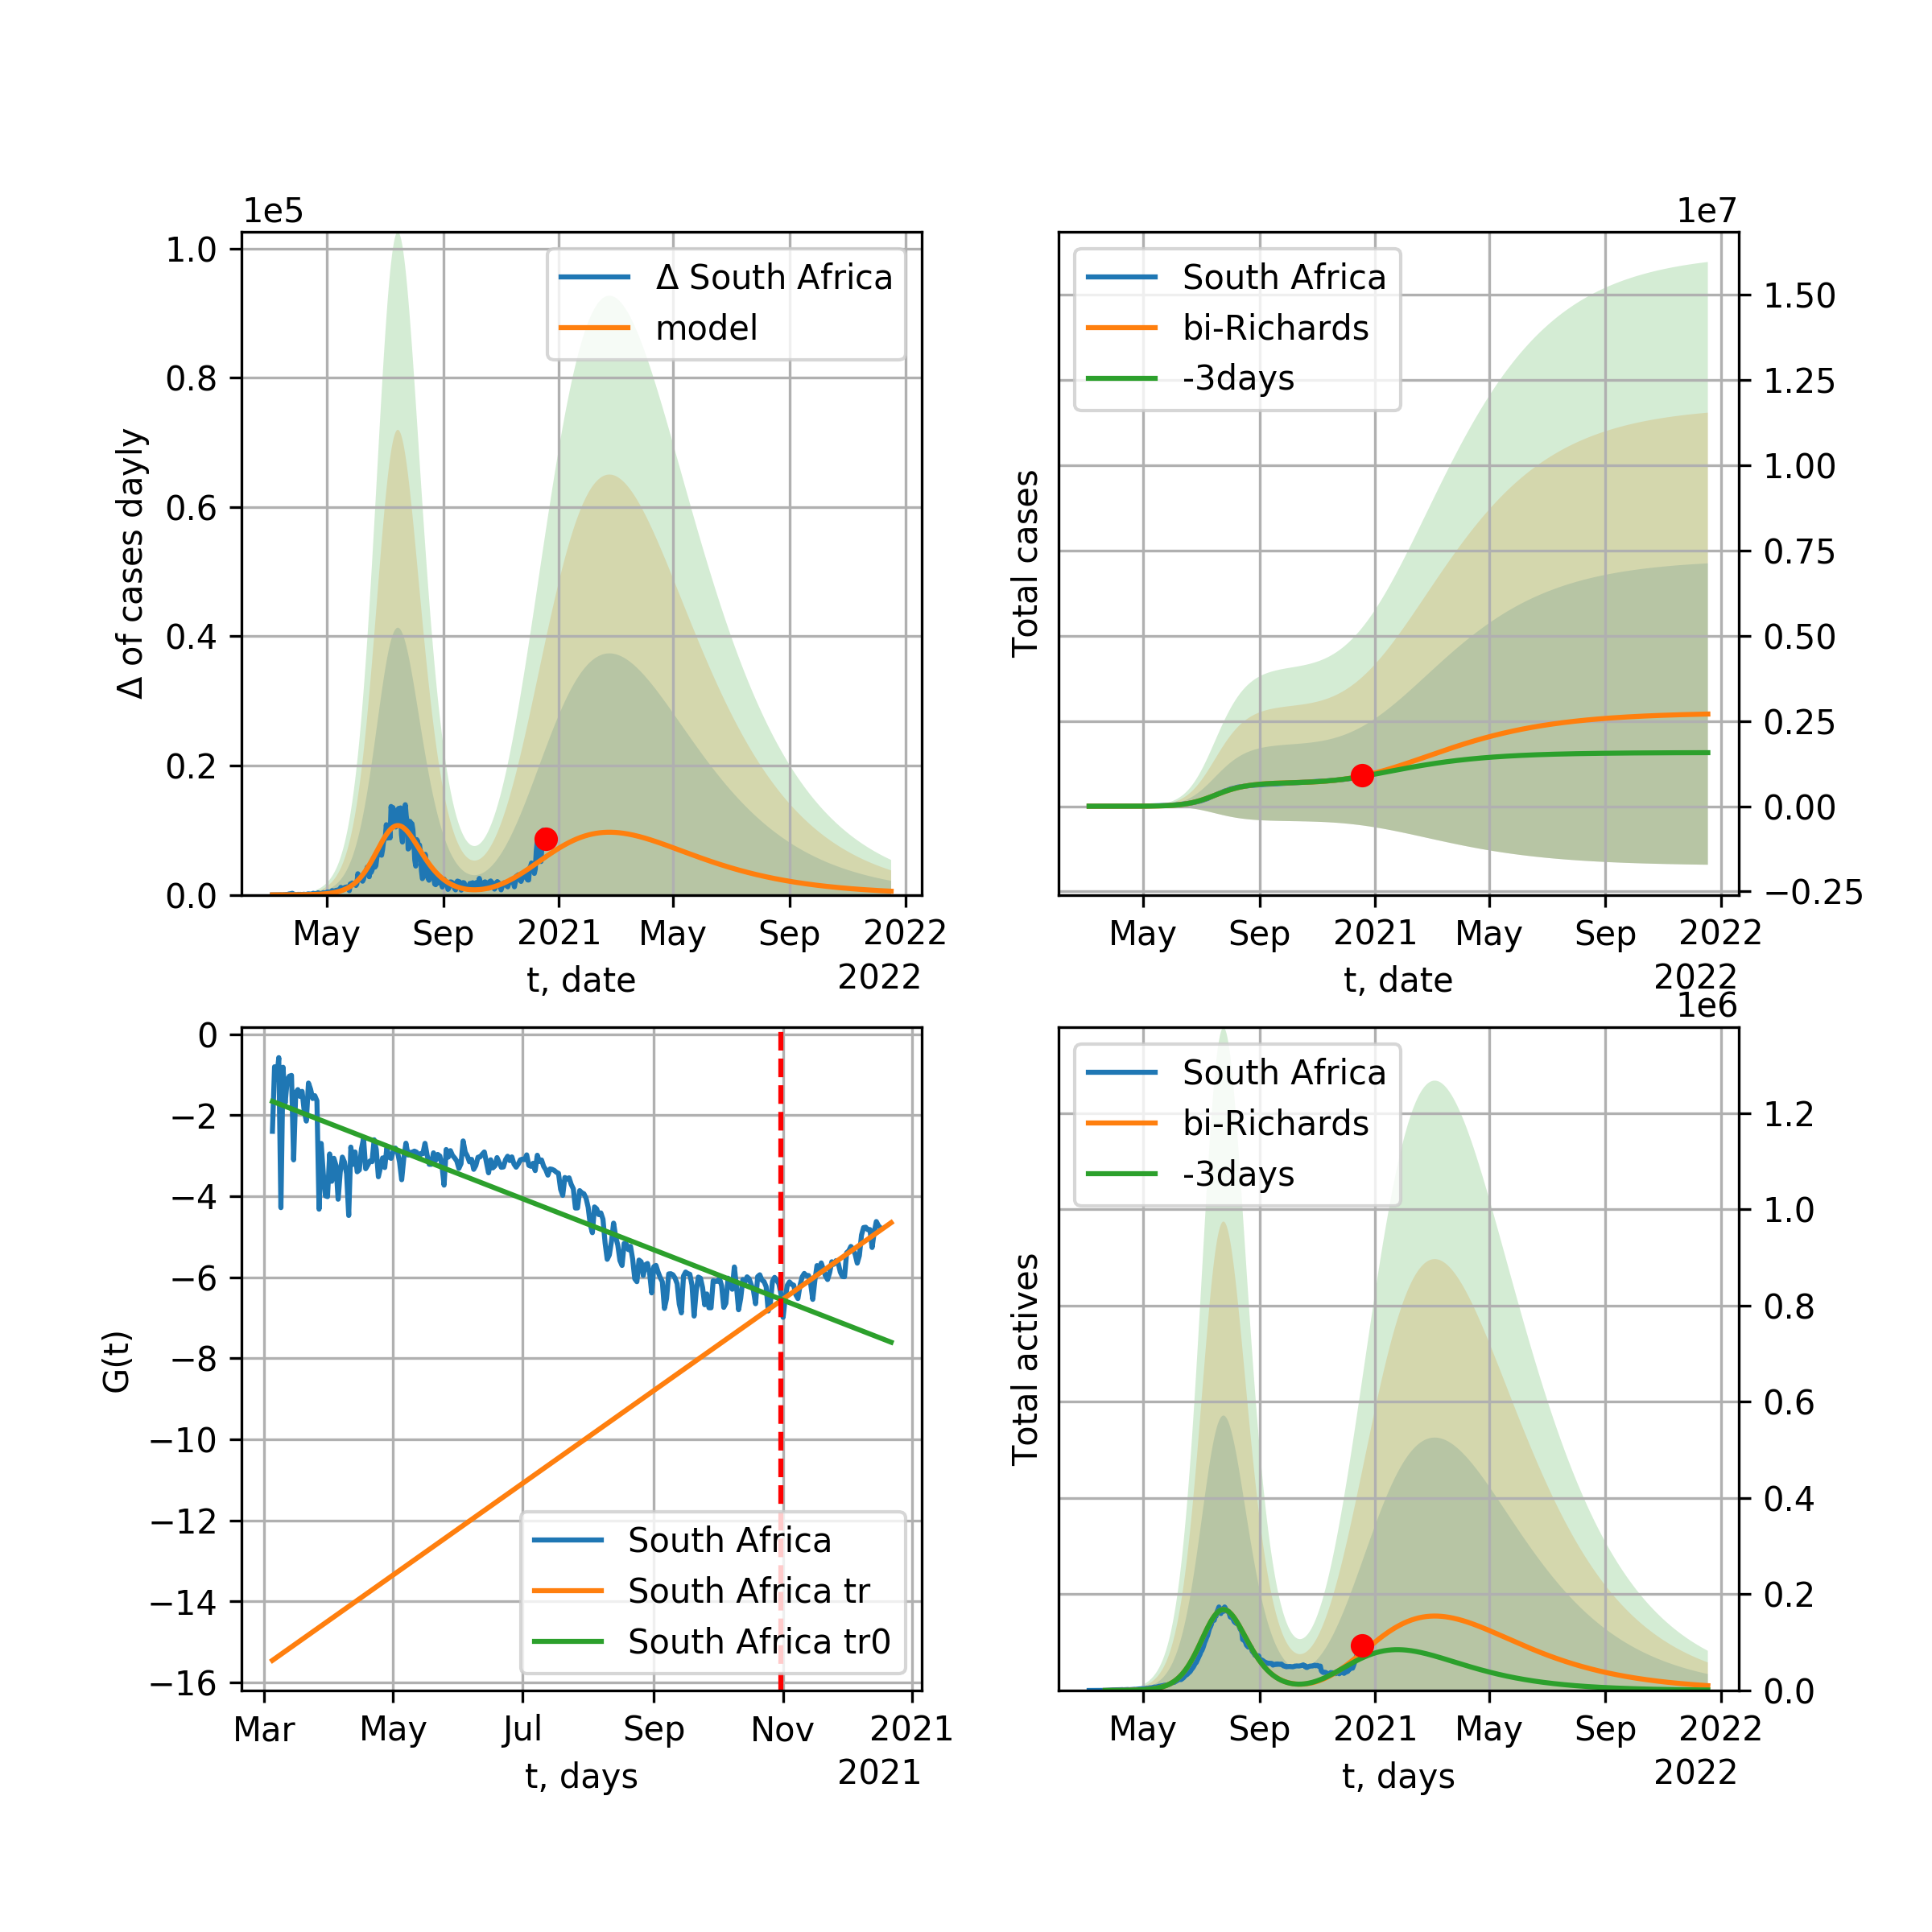 1e5
1.0
0.8
0.6
0.4
0.2
0.0
Δ of cases dayly
Δ South Africa
model
May Sep 2021 May Sep 2022
t, date
2022
1e7
South Africa
bi-Richards
-3days
1.50
1.25
1.00
0.75
0.50
0.25
0.00
−0.25
Total cases
May Sep 2021 May Sep 2022
t, date
2022
0
−2
−4
−6
−8
−10
−12
−14
−16
G(t)
South Africa
South Africa tr
South Africa tr0
Mar May Jul Sep Nov 2021
t, days
2021
1e6
South Africa
bi-Richards
-3days
1.2
1.0
0.8
0.6
0.4
0.2
0.0
Total actives
May Sep 2021 May Sep 2022
t, days
2022